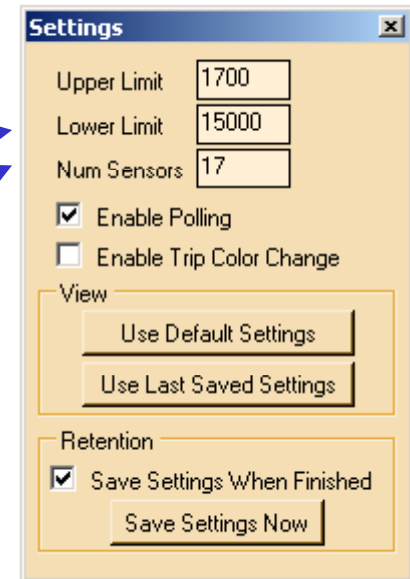 Settings
Upper Limit 1700
Lower Limit 15000
Num Sensors 17
Enable Polling
Enable Trip Color Change
View
Use Default Settings
Use Last Saved Settings
Retention
Save Settings When Finished
Save Settings Now